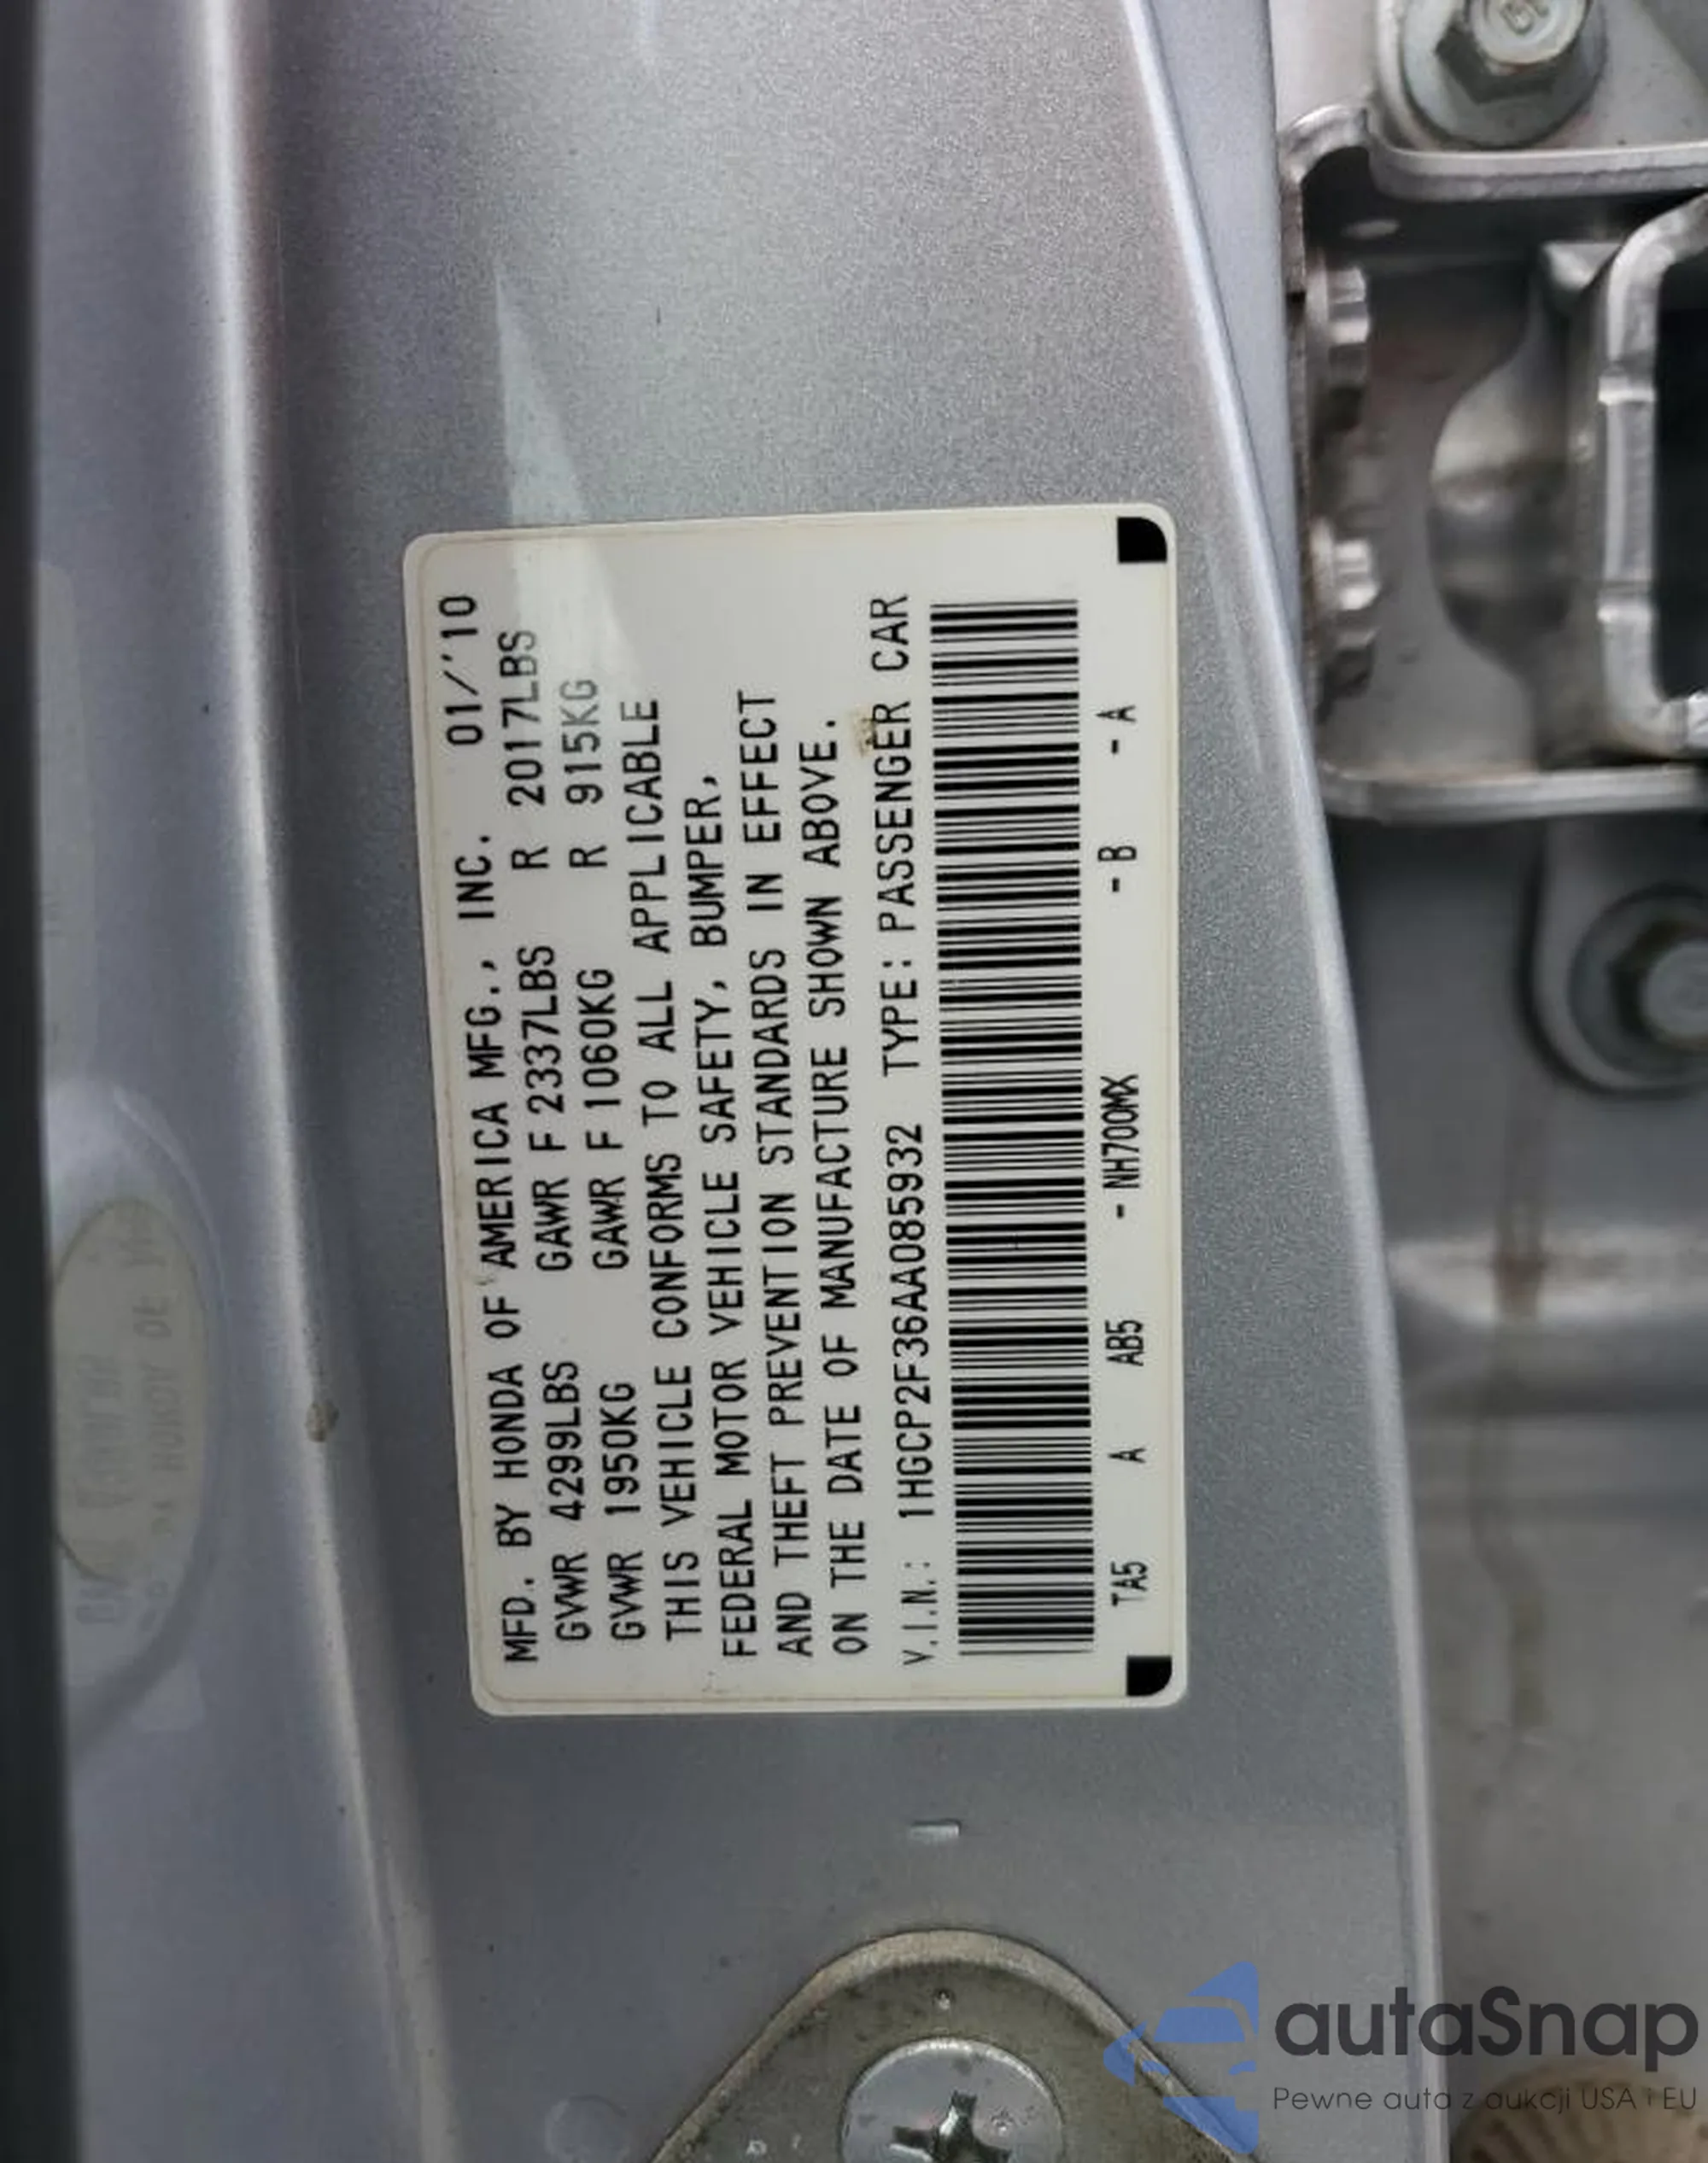 MFD. BY HONDA OF AMERICA MFG., INC. 01/'10
GVWR 4299LBS GAWR F 2337LBS R 2017LBS
GVWR 1950KG GAWR F 1060KG R 915KG
THIS VEHICLE CONFORMS TO ALL APPLICABLE
FEDERAL MOTOR VEHICLE SAFETY, BUMPER,
AND THEFT PREVENTION STANDARDS IN EFFECT
ON THE DATE OF MANUFACTURE SHOWN ABOVE.
V.I.N.: 1HGCP2F36AA085932 TYPE: PASSENGER CAR
TA5 A AB5 - NH700MX - B - A
autaSnap
Pewne auta z aukcji USA i EU